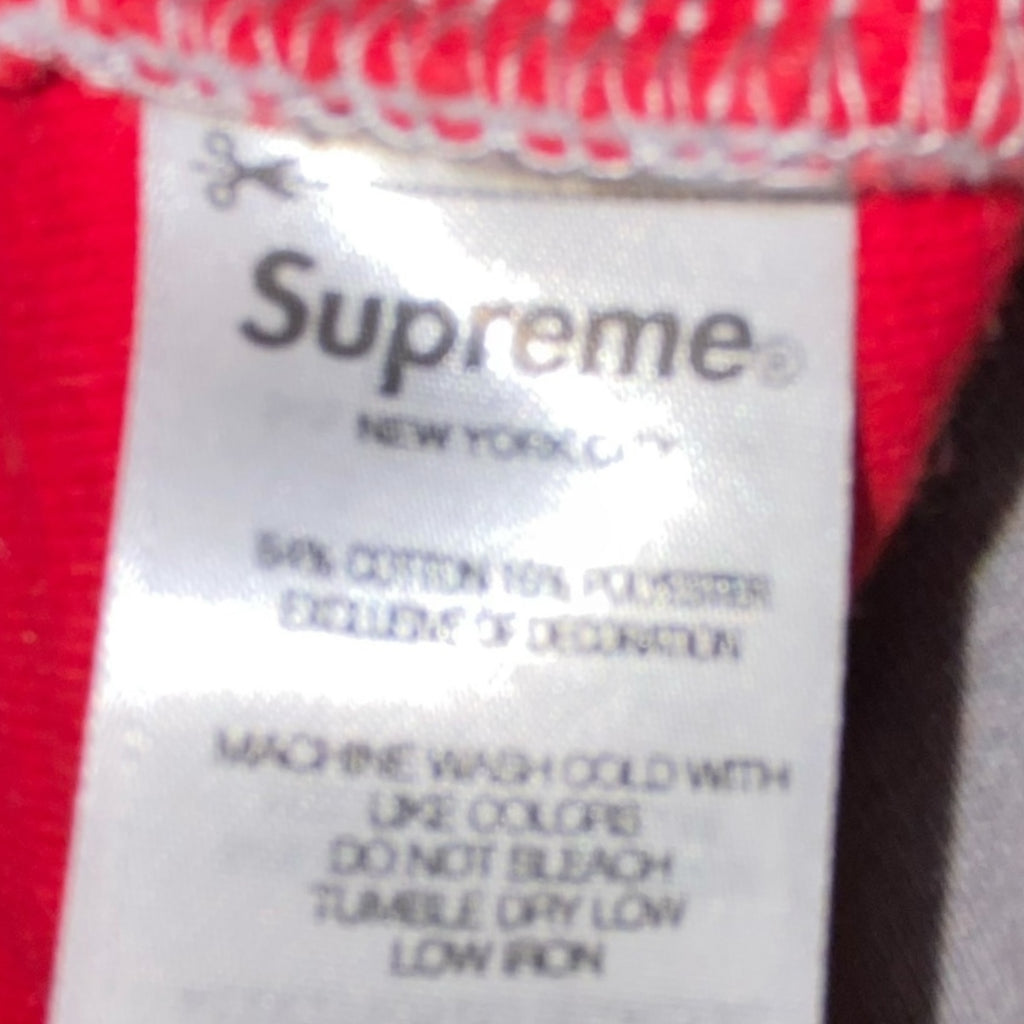 Supreme®
NEW YORK CITY
COTTON 16% POLYESTER
EXCLUSIVE OF DECORATION
MACHINE WASH COLD WITH
LIKE COLORS
DO NOT BLEACH
TUMBLE DRY LOW
LOW IRON